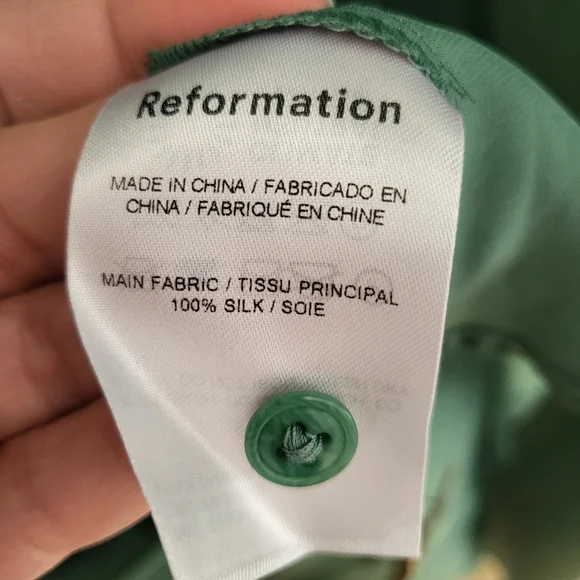 Reformation
MADE IN CHINA / FABRICADO EN
CHINA / FABRIQUÉ EN CHINE
MAIN FABRIC / TISSU PRINCIPAL
100% SILK / SOIE